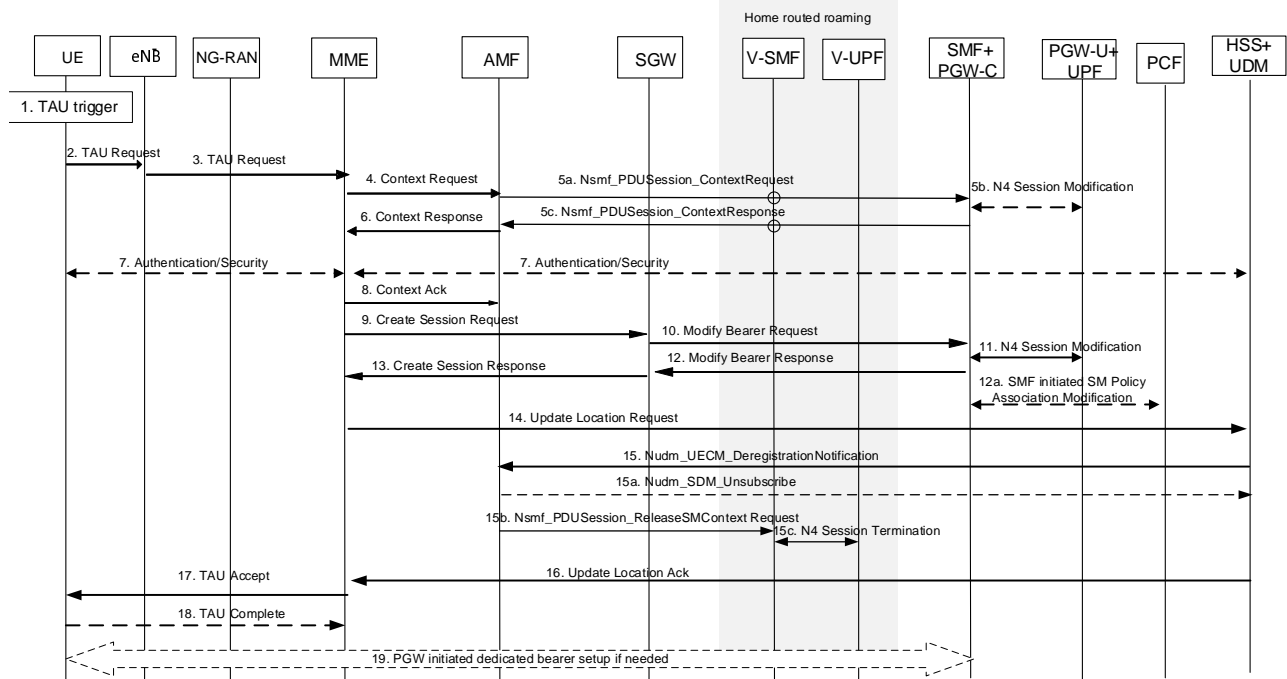 Home routed roaming
UE
eNB
NG-RAN
MME
AMF
SGW
V-SMF
V-UPF
SMF+
PGW-C
PGW-U+
UPF
PCF
HSS+
UDM
1. TAU trigger
2. TAU Request
3. TAU Request
4. Context Request
5a. Nsmf_PDUSession_ContextRequest
5b. N4 Session Modification
5c. Nsmf_PDUSession_ContextResponse
6. Context Response
7. Authentication/Security
7. Authentication/Security
8. Context Ack
9. Create Session Request
10. Modify Bearer Request
11. N4 Session Modification
12. Modify Bearer Response
13. Create Session Response
12a. SMF initiated SM Policy
Association Modification
14. Update Location Request
15. Nudm_UECM_DeregistrationNotification
15a. Nudm_SDM_Unsubscribe
15b. Nsmf_PDUSession_ReleaseSMContext Request
15c. N4 Session Termination
16. Update Location Ack
17. TAU Accept
18. TAU Complete
19. PGW initiated dedicated bearer setup if needed